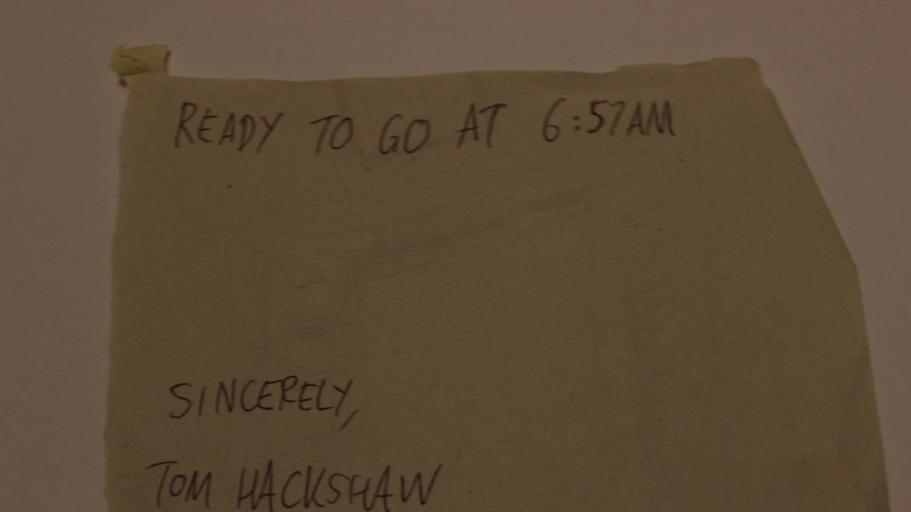 READY TO GO AT 6:57AM
SINCERELY,
TOM HACKSHAW